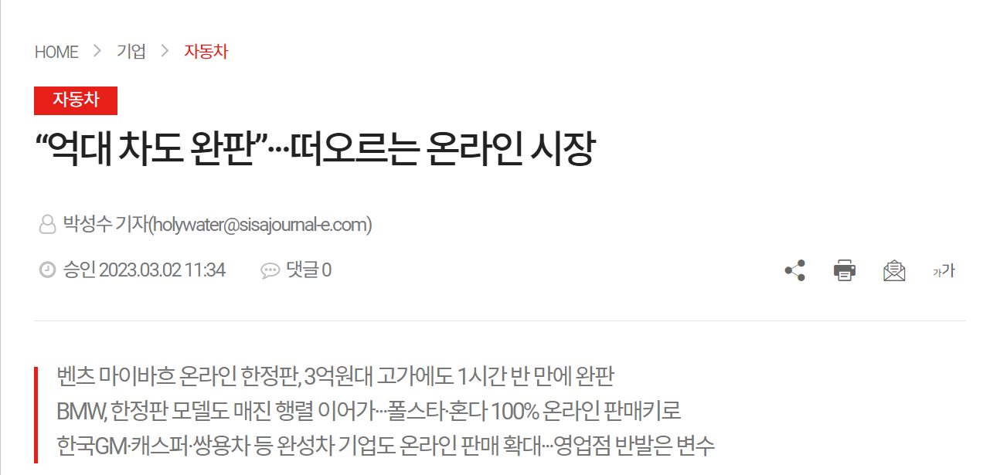 HOME > 기업 > 자동차
자동차
“억대 차도 완판”…떠오르는 온라인 시장
박성수 기자(holywater@sisajournal-e.com)
승인 2023.03.02 11:34 댓글 0
가가
벤츠 마이바흐 온라인 한정판, 3억원대 고가에도 1시간 반 만에 완판
BMW, 한정판 모델도 매진 행렬 이어가…폴스타·혼다 100% 온라인 판매키로
한국GM·캐스퍼·쌍용차 등 완성차 기업도 온라인 판매 확대…영업점 반발은 변수